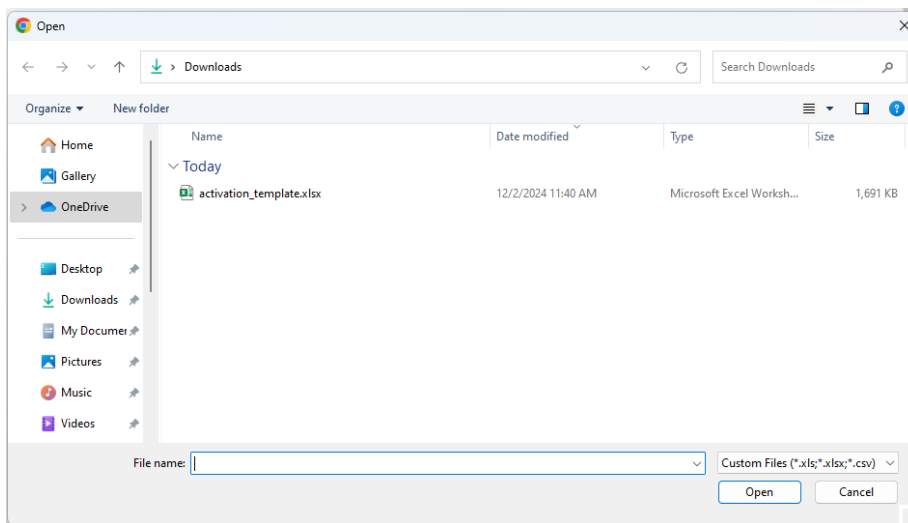 Open
Downloads
Search Downloads
Organize
New folder
Home
Gallery
OneDrive
Desktop
Downloads
My Documer
Pictures
Music
Videos
Name Date modified Type Size
Today
activation_template.xlsx 12/2/2024 11:40 AM Microsoft Excel Worksh... 1,691 KB
File name:
Custom Files (*.xls;*.xlsx;*.csv)
Open Cancel